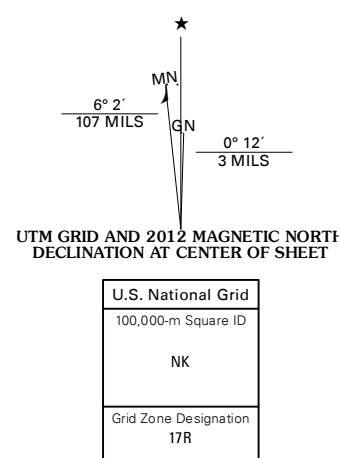 ★
MN
6° 2´
107 MILS
GN
0° 12´
3 MILS
UTM GRID AND 2012 MAGNETIC NORTH
DECLINATION AT CENTER OF SHEET
U.S. National Grid
100,000-m Square ID
NK
Grid Zone Designation
17R